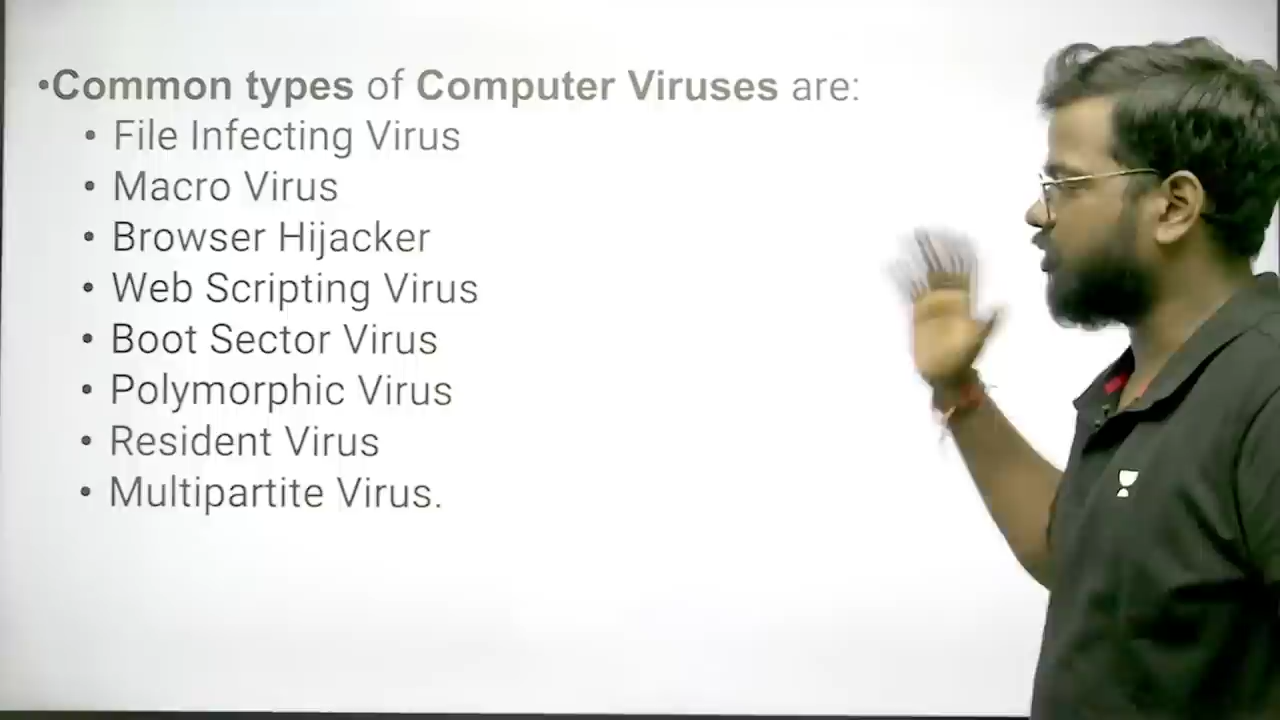 •Common types of Computer Viruses are:
• File Infecting Virus
• Macro Virus
• Browser Hijacker
• Web Scripting Virus
• Boot Sector Virus
• Polymorphic Virus
• Resident Virus
• Multipartite Virus.